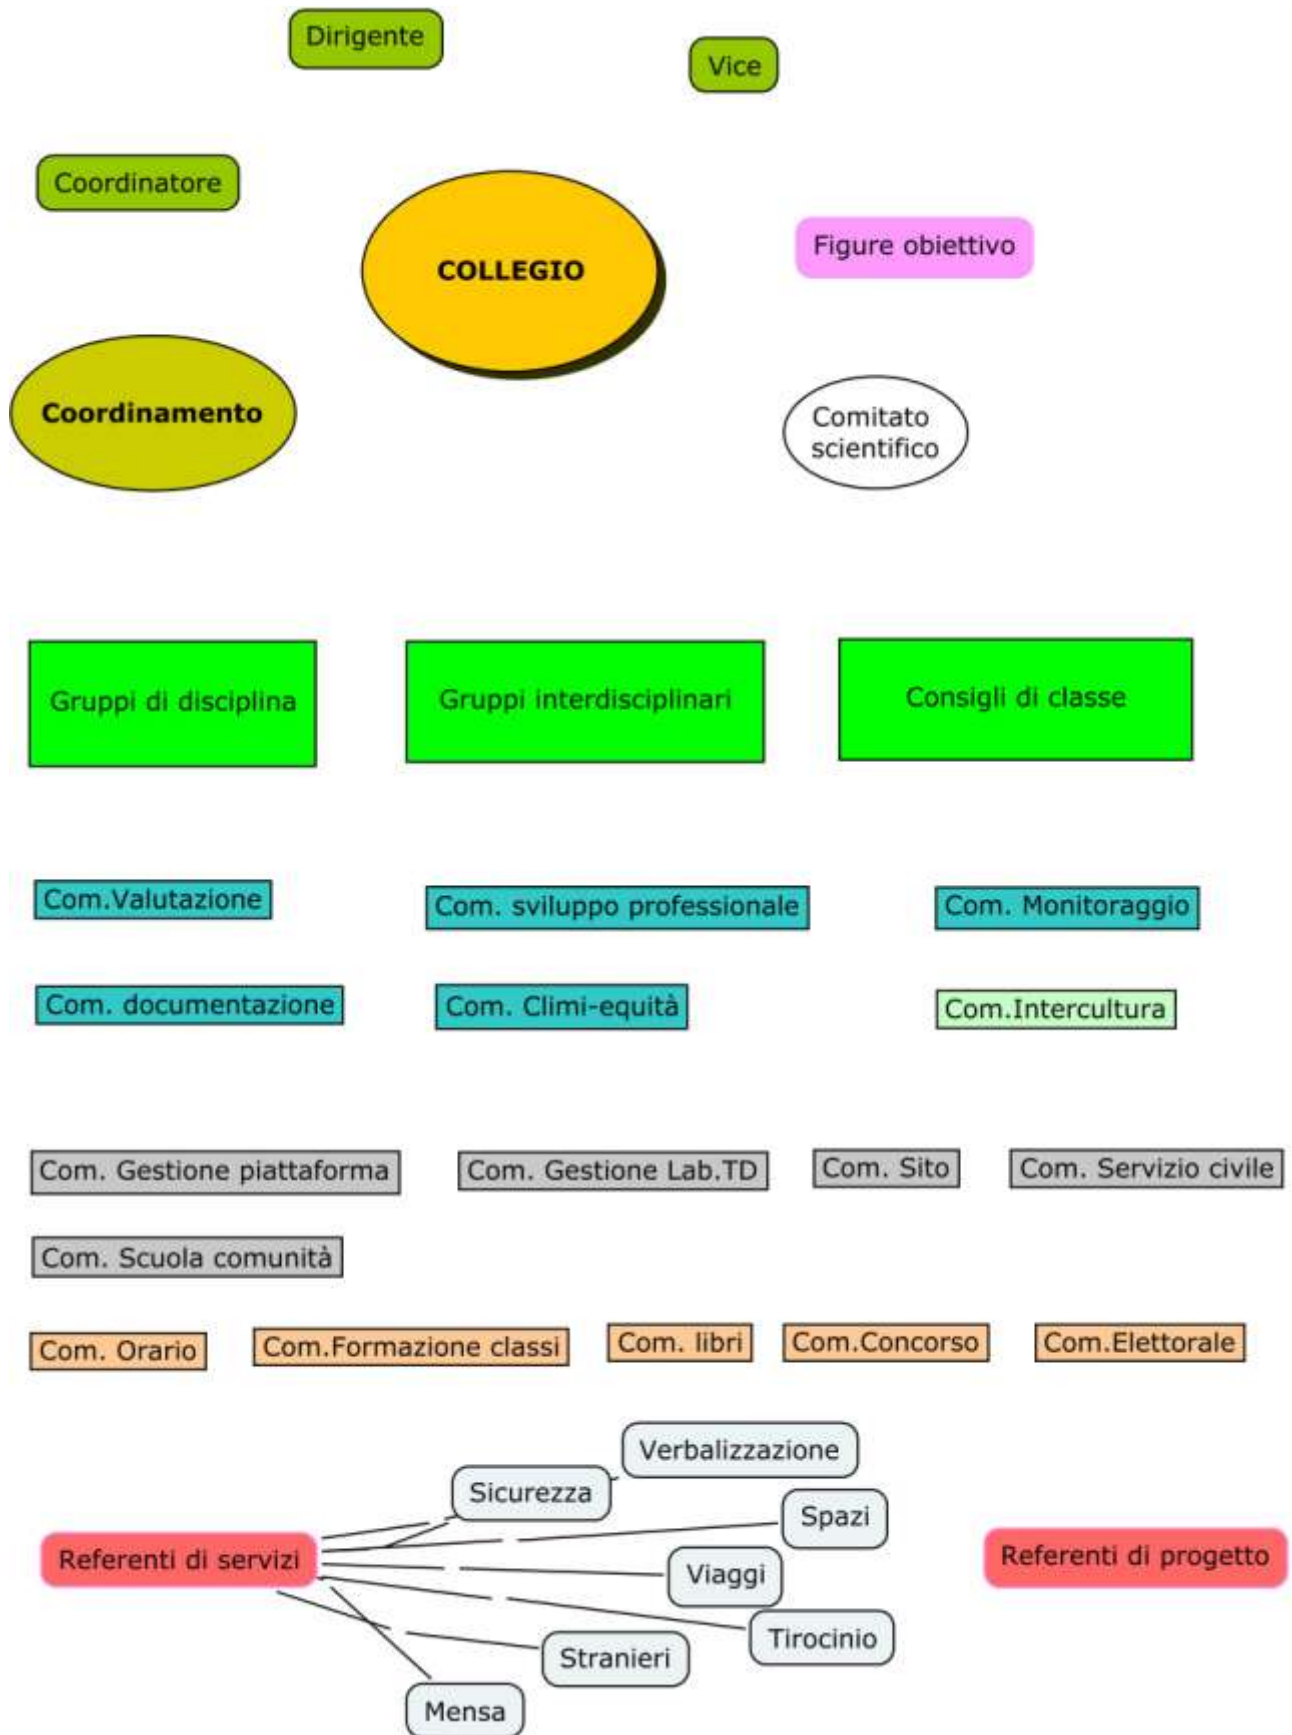 Dirigente
Vice
Coordinatore
COLLEGIO
Figure obiettivo
Coordinamento
Comitato
scientifico
Gruppi di disciplina
Gruppi interdisciplinari
Consigli di classe
Com.Valutazione
Com. sviluppo professionale
Com. Monitoraggio
Com. documentazione
Com. Climi-equità
Com.Intercultura
Com. Gestione piattaforma
Com. Gestione Lab.TD
Com. Sito
Com. Servizio civile
Com. Scuola comunità
Com. Orario
Com.Formazione classi
Com. libri
Com.Concorso
Com.Elettorale
Verbalizzazione
Sicurezza
Spazi
Referenti di servizi
Referenti di progetto
Viaggi
Tirocinio
Stranieri
Mensa